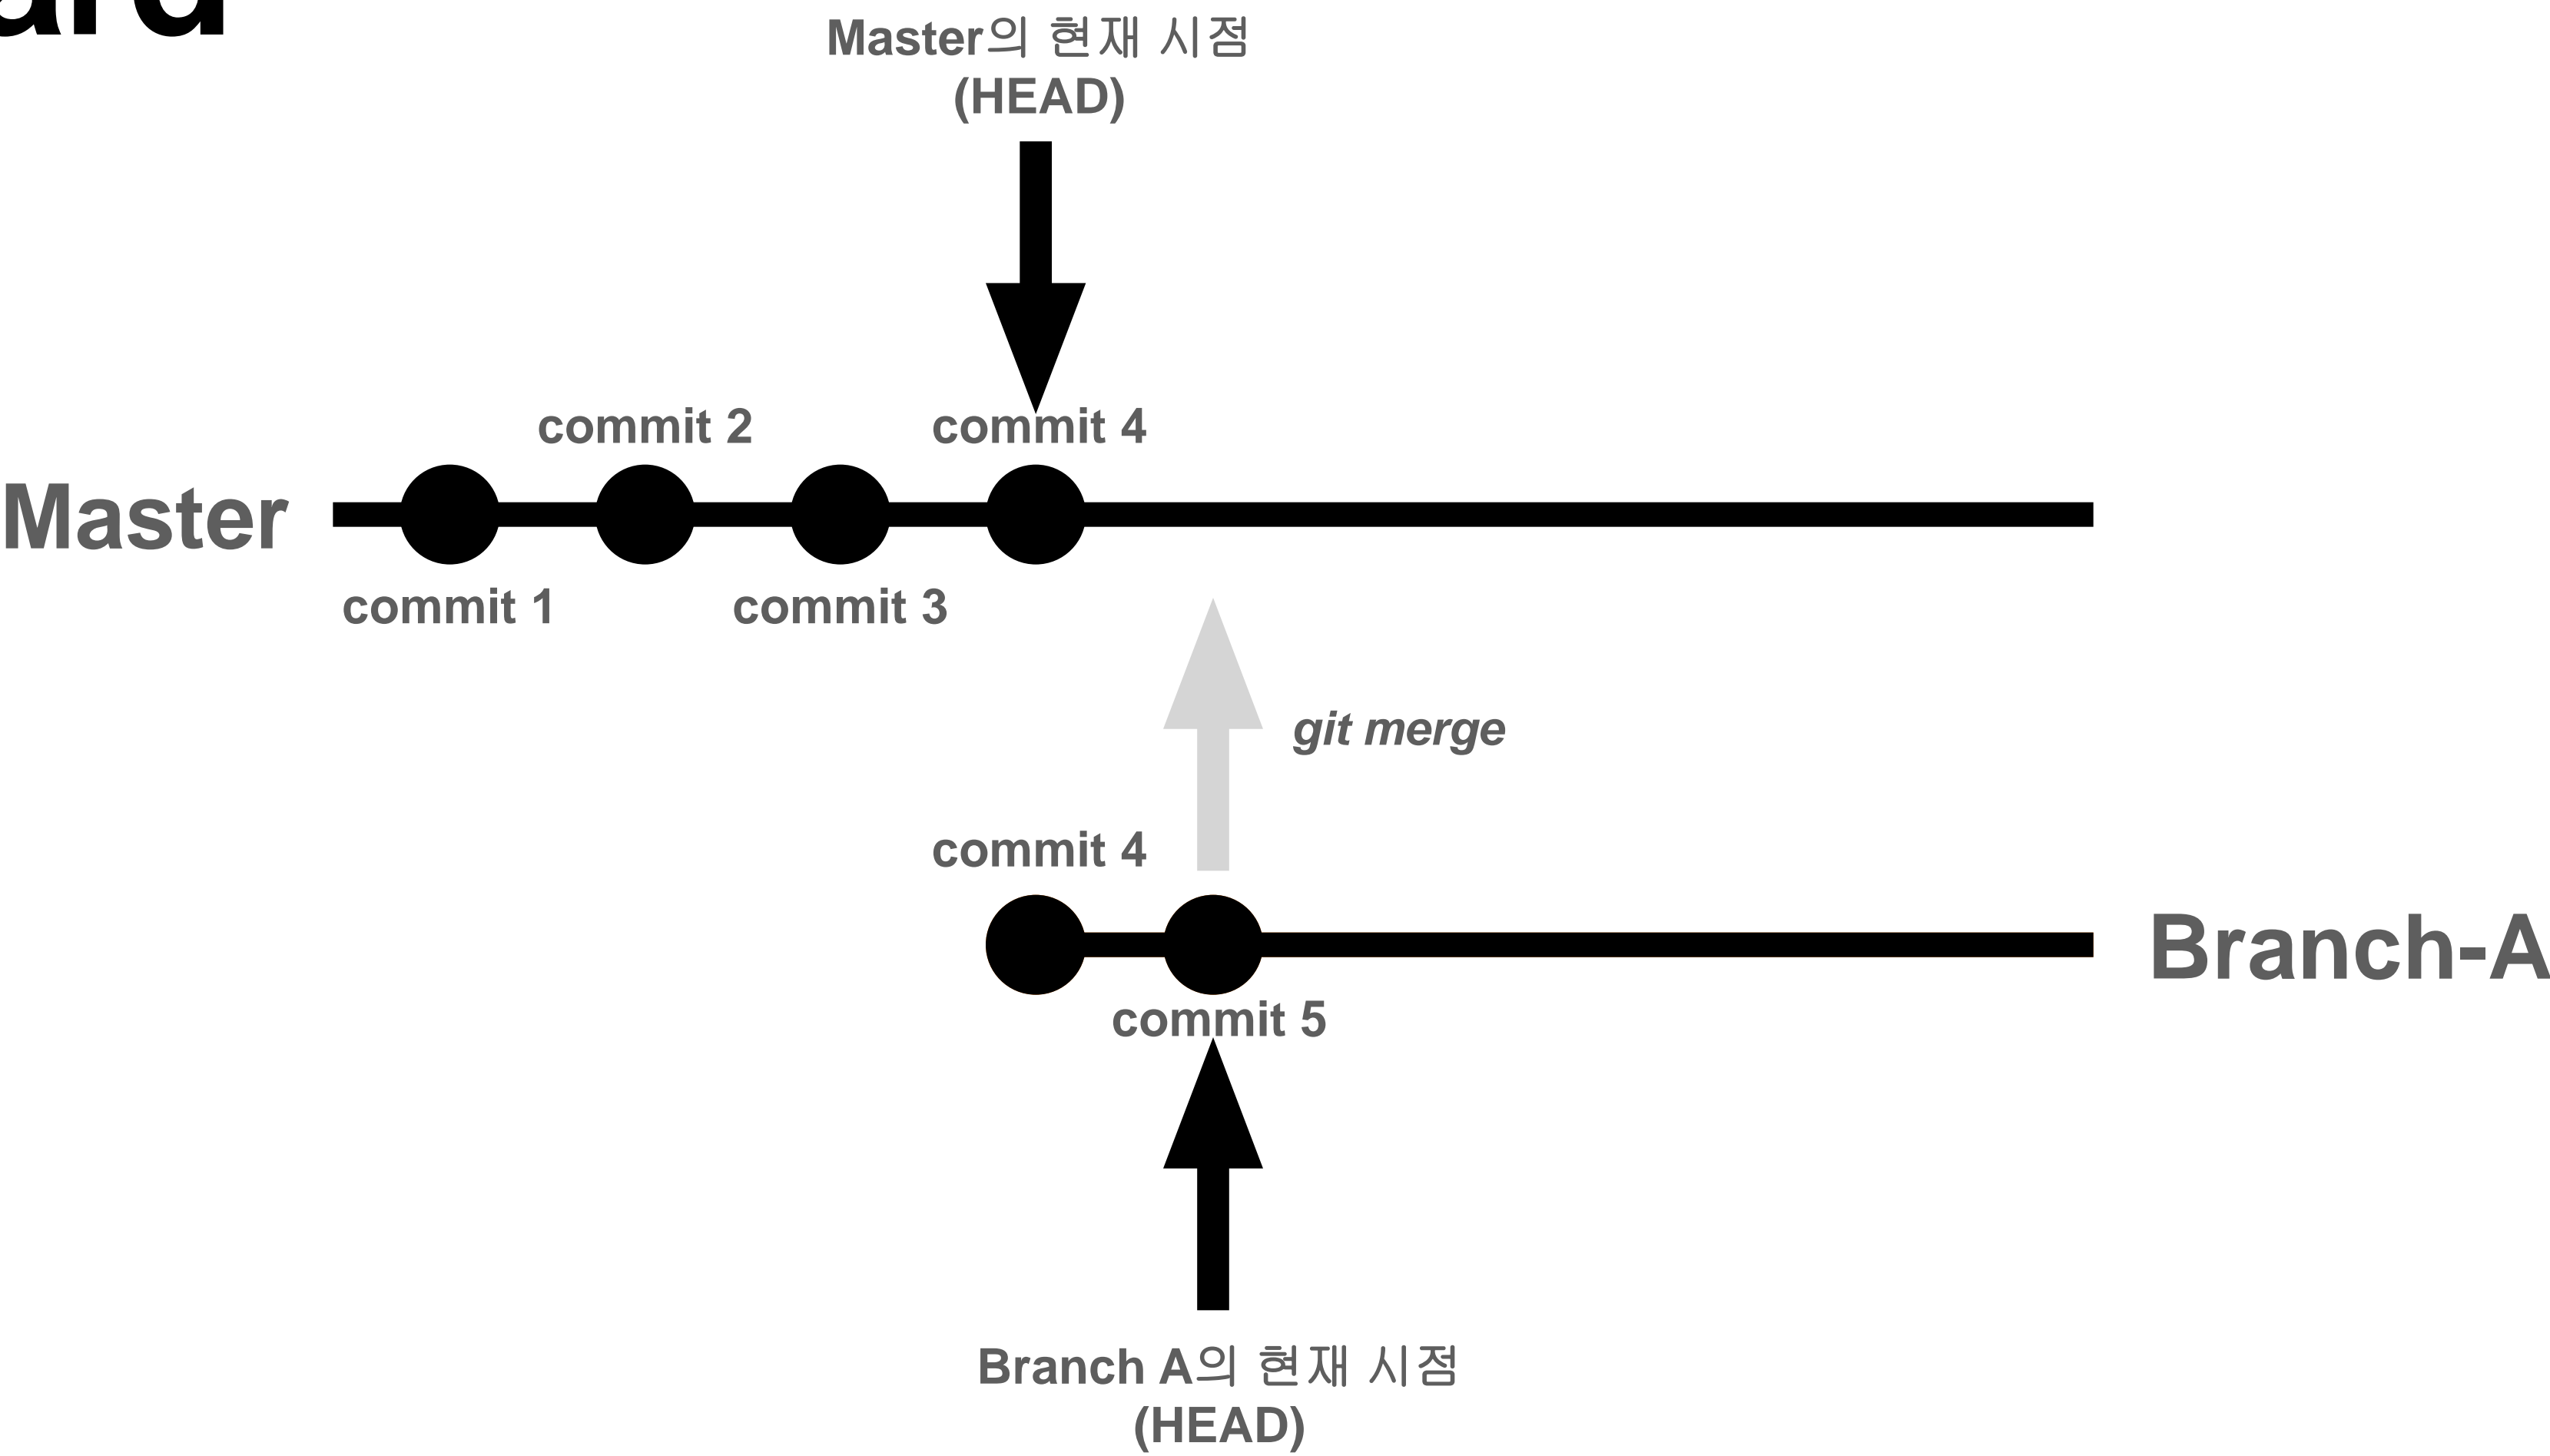 Master의 현재 시점
(HEAD)
commit 2
commit 4
Master
commit 1
commit 3
git merge
commit 4
Branch-A
commit 5
Branch A의 현재 시점
(HEAD)